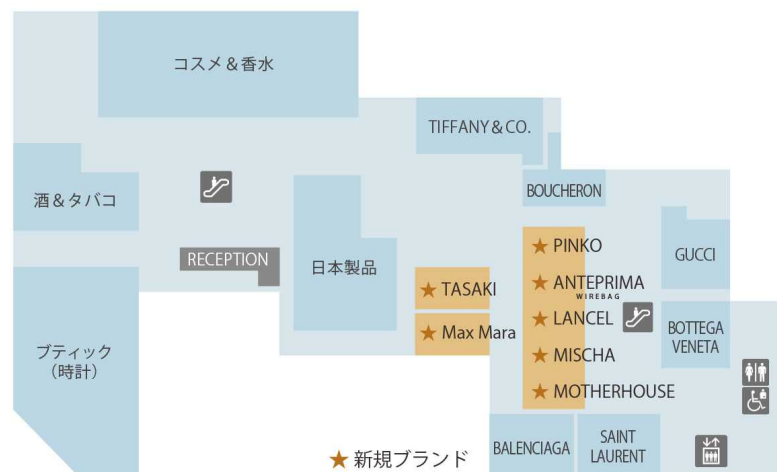 コスメ＆香水
TIFFANY & CO.
酒＆タバコ
BOUCHERON
RECEPTION
日本製品
★ PINKO
GUCCI
★ TASAKI
★ ANTEPRIMA
WIREBAG
★ LANCEL
★ Max Mara
BOTTEGA
VENETA
ブティック
（時計）
★ MISCHA
★ MOTHERHOUSE
BALENCIAGA
SAINT
LAURENT
★ 新規ブランド